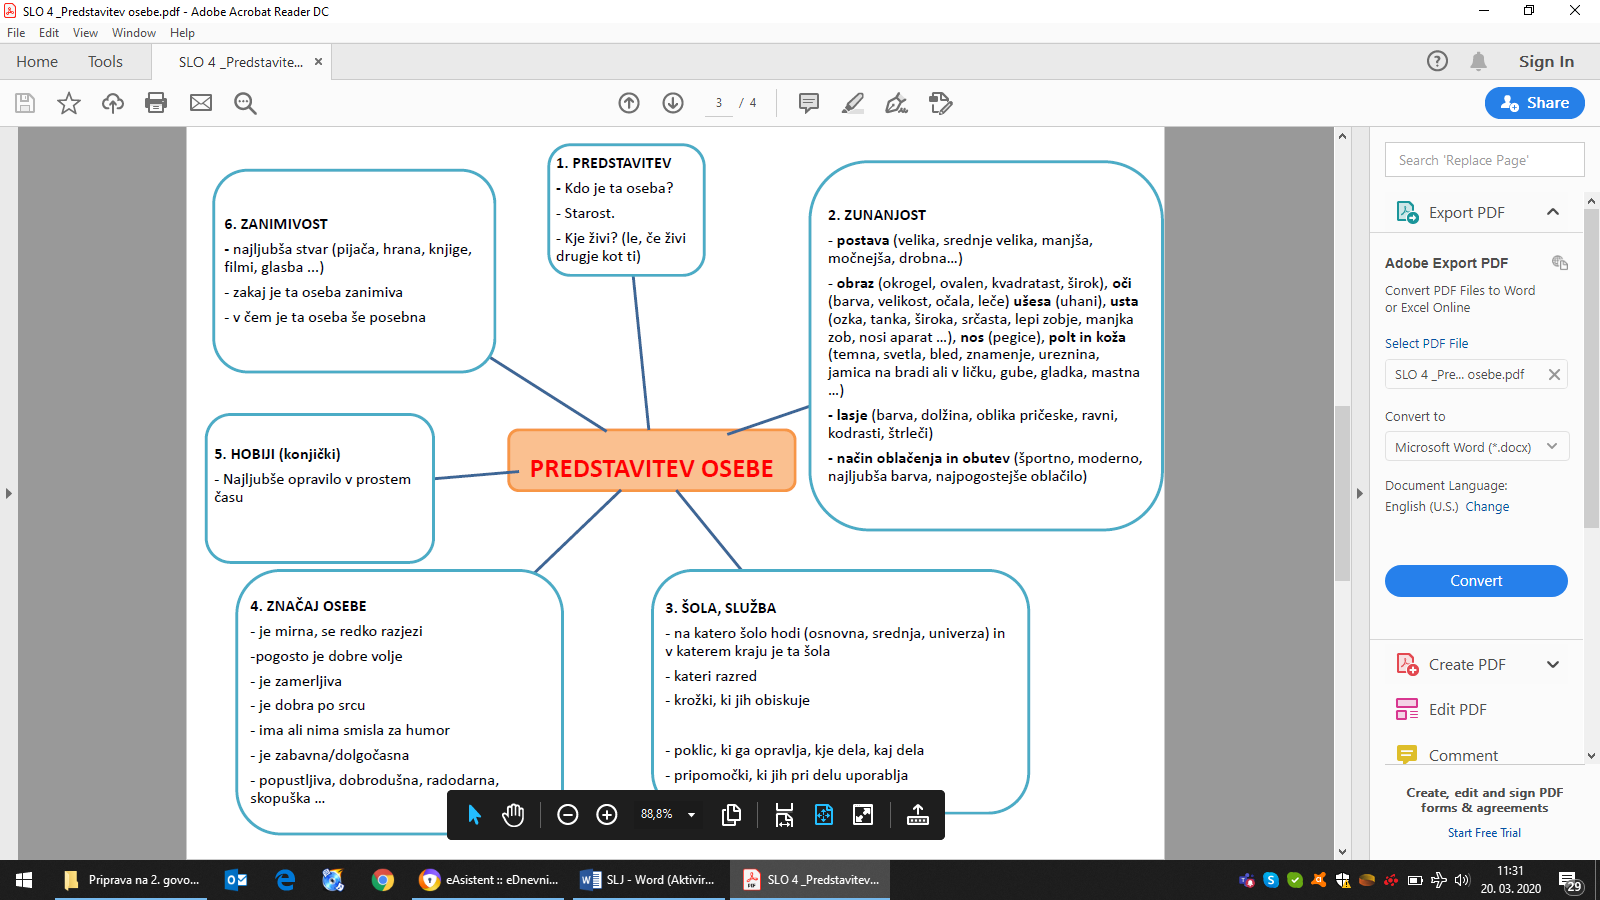 SLO 4 _Predstavitev osebe.pdf - Adobe Acrobat Reader DC
File Edit View Window Help
Home Tools SLO 4 _Predstavite... × Sign In
3 / 4 Share
1. PREDSTAVITEV
- Kdo je ta oseba?
- Starost.
- Kje živi? (le, če živi
drugje kot ti)
2. ZUNANJOST
- postava (velika, srednje velika, manjša,
močnejša, drobna...)
- obraz (okrogel, ovalen, kvadratast, širok), oči
(barva, velikost, očala, leče) ušesa (uhani), usta
(ozka, tanka, široka, srčasta, lepi zobje, manjka
zob, nosi aparat ...), nos (pegice), polt in koža
(temna, svetla, bled, znamenje, ureznina,
jamica na bradi ali v ličku, gube, gladka, mastna
...)
- lasje (barva, dolžina, oblika pričeske, ravni,
kodrasti, štrleči)
- način oblačenja in obutev (športno, moderno,
najljubša barva, najpogostejše oblačilo)
6. ZANIMIVOST
- najljubša stvar (pijača, hrana, knjige,
filmi, glasba ...)
- zakaj je ta oseba zanimiva
- v čem je ta oseba še posebna
PREDSTAVITEV OSEBE
5. HOBIJI (konjički)
- Najljubše opravilo v prostem
času
4. ZNAČAJ OSEBE
- je mirna, se redko razjezi
-pogosto je dobre volje
- je zamerljiva
- je dobra po srcu
- ima ali nima smisla za humor
- je zabavna/dolgočasna
- popustljiva, dobrodušna, radodarna,
skopuška ...
3. ŠOLA, SLUŽBA
- na katero šolo hodi (osnovna, srednja, univerza) in
v katerem kraju je ta šola
- kateri razred
- krožki, ki jih obiskuje
- poklic, ki ga opravlja, kje dela, kaj dela
- pripomočki, ki jih pri delu uporablja
88,8%
Search 'Replace Page'
Export PDF
Adobe Export PDF
Convert PDF Files to Word
or Excel Online
Select PDF File
SLO 4 _Pre... osebe.pdf
Convert to
Microsoft Word (*.docx)
Document Language:
English (U.S.) Change
Convert
Create PDF
Edit PDF
Comment
Create, edit and sign PDF
forms & agreements
Start Free Trial
Priprava na 2. govo... eAsistent :: eDnevni... SLJ - Word (Aktivir... SLO 4 _Predstavitev...
11:31
20. 03. 2020
29